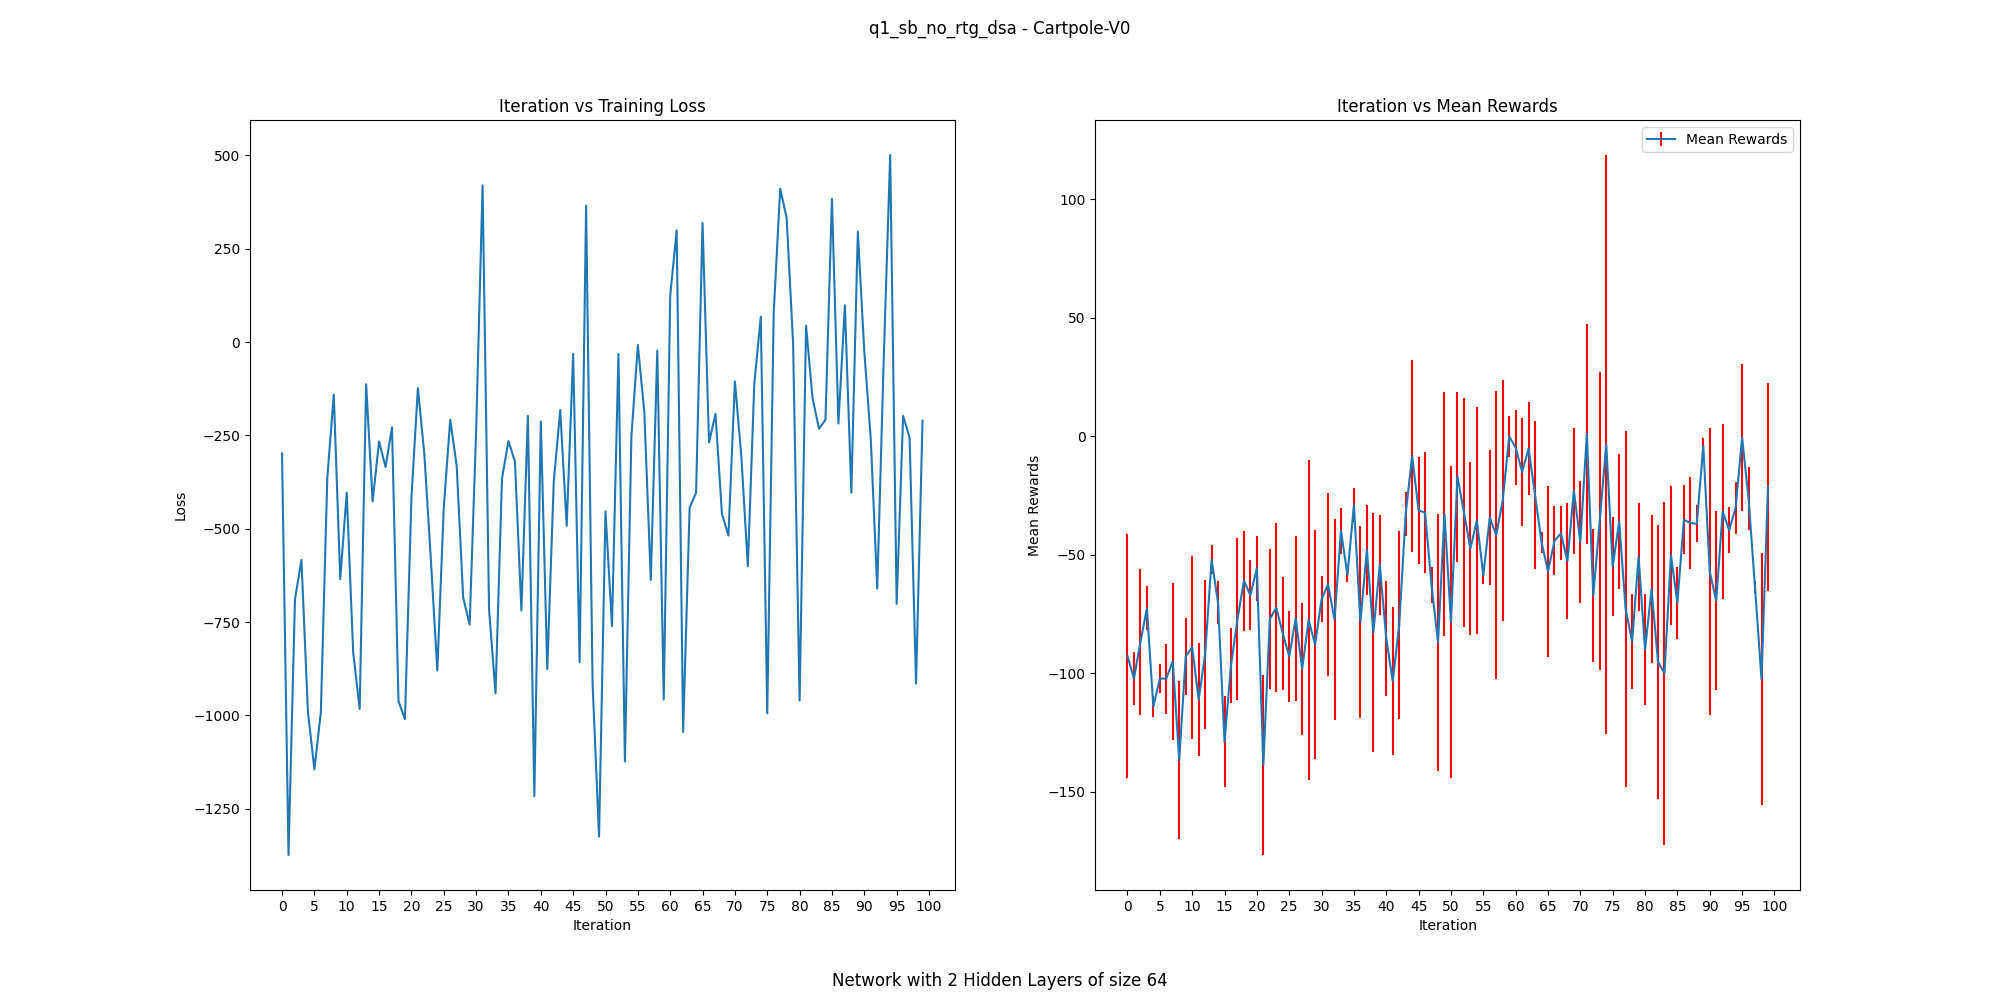 q1_sb_no_rtg_dsa - Cartpole-V0
Iteration vs Training Loss
500
250
0
−250
−500
−750
−1000
−1250
Loss
0 5 10 15 20 25 30 35 40 45 50 55 60 65 70 75 80 85 90 95 100
Iteration
Iteration vs Mean Rewards
Mean Rewards
100
50
0
−50
−100
−150
Mean Rewards
0 5 10 15 20 25 30 35 40 45 50 55 60 65 70 75 80 85 90 95 100
Iteration
Network with 2 Hidden Layers of size 64